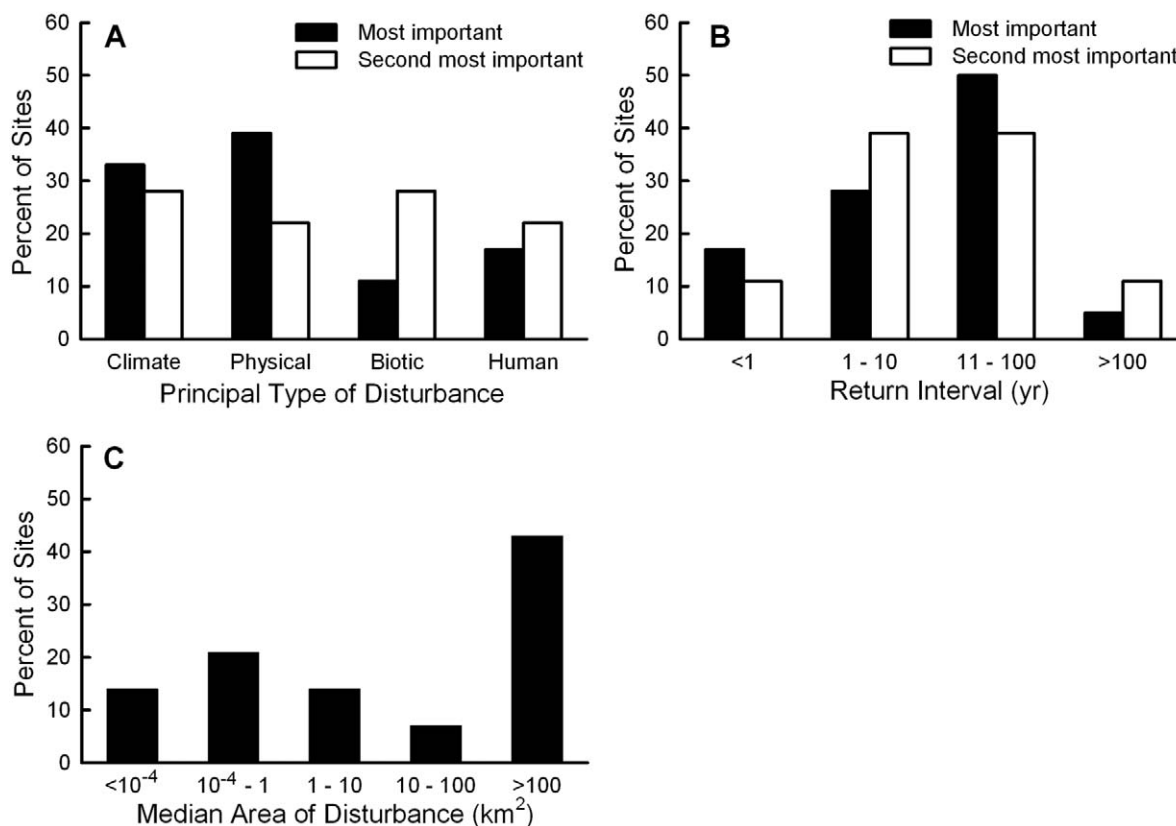 A
Most important
Second most important
Percent of Sites
60
50
40
30
20
10
0
Climate Physical Biotic Human
Principal Type of Disturbance
B
Most important
Second most important
Percent of Sites
60
50
40
30
20
10
0
<1 1 - 10 11 - 100 >100
Return Interval (yr)
C
Percent of Sites
60
50
40
30
20
10
0
<10⁻⁴ 10⁻⁴ - 1 1 - 10 10 - 100 >100
Median Area of Disturbance (km²)